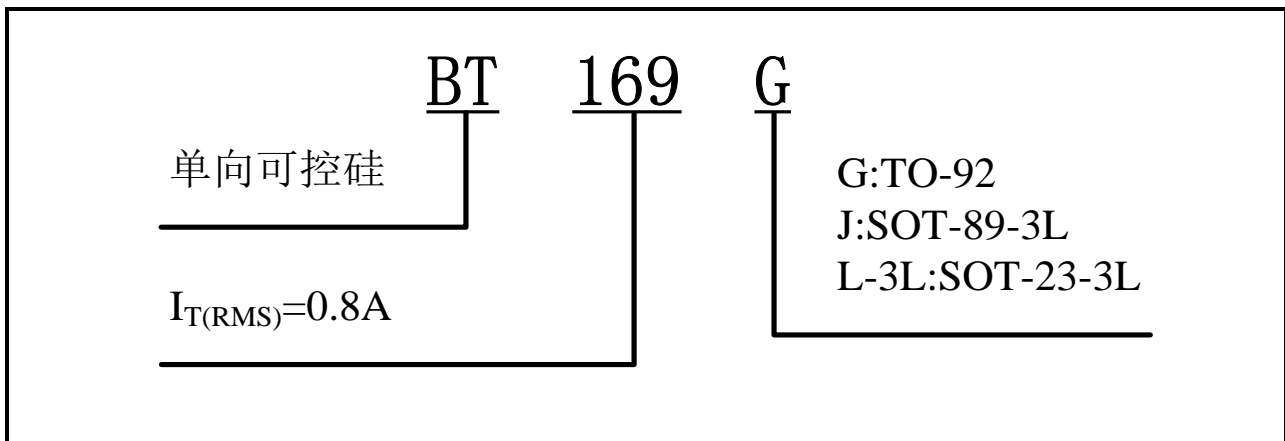 BT 169 G
单向可控硅
I_T(RMS)=0.8A
G:TO-92
J:SOT-89-3L
L-3L:SOT-23-3L